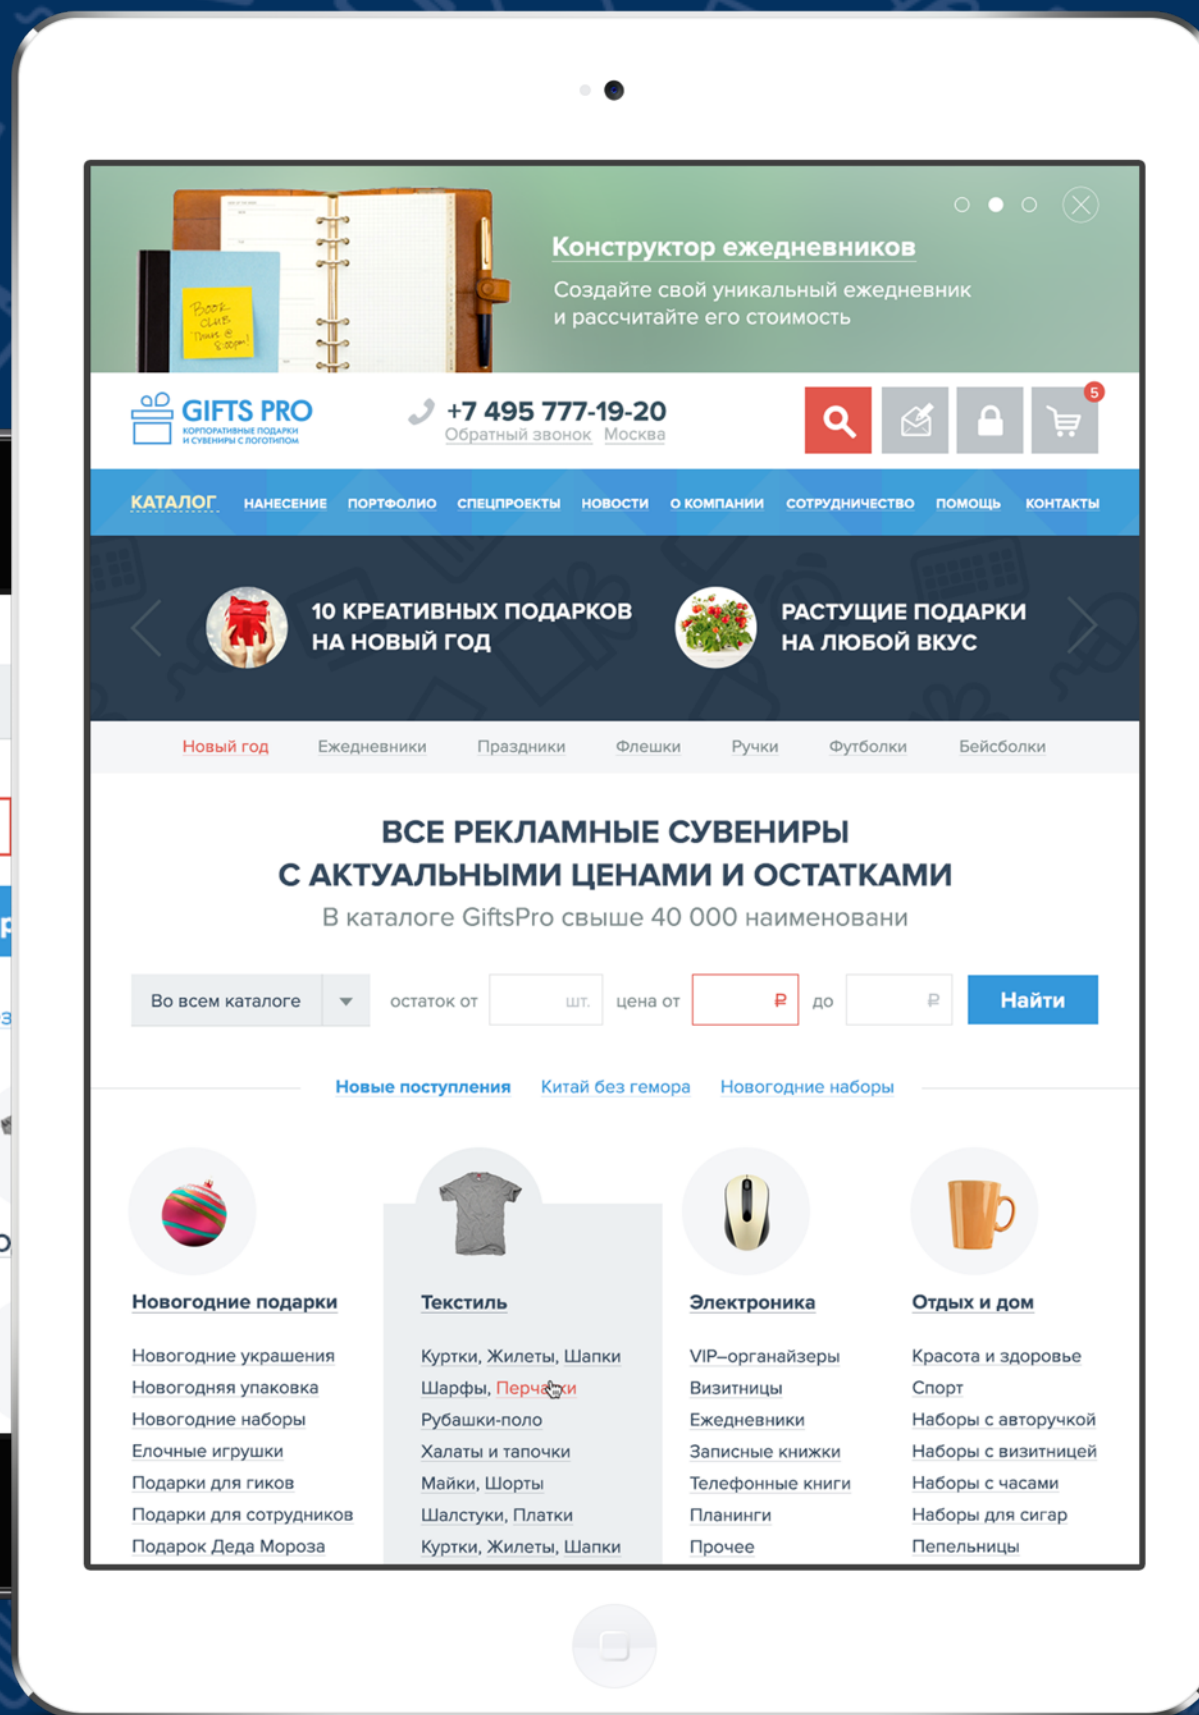 Конструктор ежедневников
Создайте свой уникальный ежедневник
и рассчитайте его стоимость
BOOK
CLUB
8:00pm!
GIFTS PRO
КОРПОРАТИВНЫЕ ПОДАРКИ
И СУВЕНИРЫ С ЛОГОТИПОМ
+7 495 777-19-20
Обратный звонок Москва
5
КАТАЛОГ НАНЕСЕНИЕ ПОРТФОЛИО СПЕЦПРОЕКТЫ НОВОСТИ О КОМПАНИИ СОТРУДНИЧЕСТВО ПОМОЩЬ КОНТАКТЫ
10 КРЕАТИВНЫХ ПОДАРКОВ
НА НОВЫЙ ГОД
РАСТУЩИЕ ПОДАРКИ
НА ЛЮБОЙ ВКУС
Новый год Ежедневники Праздники Флешки Ручки Футболки Бейсболки
ВСЕ РЕКЛАМНЫЕ СУВЕНИРЫ
С АКТУАЛЬНЫМИ ЦЕНАМИ И ОСТАТКАМИ
В каталоге GiftsPro свыше 40 000 наименовани
Во всем каталоге остаток от шт. цена от ₽ до ₽ Найти
Новые поступления Китай без гемора Новогодние наборы
Новогодние подарки
Новогодние украшения
Новогодняя упаковка
Новогодние наборы
Елочные игрушки
Подарки для гиков
Подарки для сотрудников
Подарок Деда Мороза
Текстиль
Куртки, Жилеты, Шапки
Шарфы, Перчатки
Рубашки-поло
Халаты и тапочки
Майки, Шорты
Шалстуки, Платки
Куртки, Жилеты, Шапки
Электроника
VIP–органайзеры
Визитницы
Ежедневники
Записные книжки
Телефонные книги
Планинги
Прочее
Отдых и дом
Красота и здоровье
Спорт
Наборы с авторучкой
Наборы с визитницей
Наборы с часами
Наборы для сигар
Пепельницы